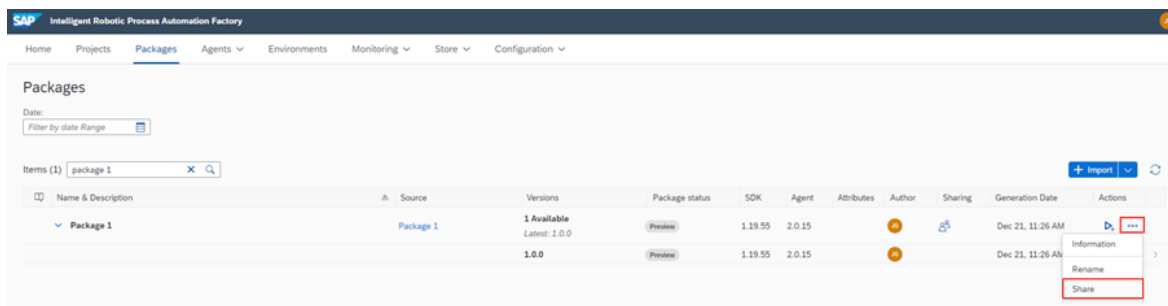 SAP Intelligent Robotic Process Automation Factory
Home Projects Packages Agents Environments Monitoring Store Configuration
Packages
Date:
Filter by date Range
Items (1) package 1 Import
Name & Description Source Versions Package status SDK Agent Attributes Author Sharing Generation Date Actions
Package 1 Package 1 1 Available Preview 1.19.55 2.0.15 JG Dec 21, 11:26 AM
Latest: 1.0.0
Information
1.0.0 Preview 1.19.55 2.0.15 JG Dec 21, 11:26 AM
Rename
Share